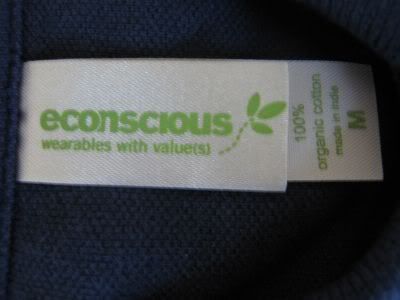 econscious
wearables with value(s)
100%
organic cotton
made in india
M